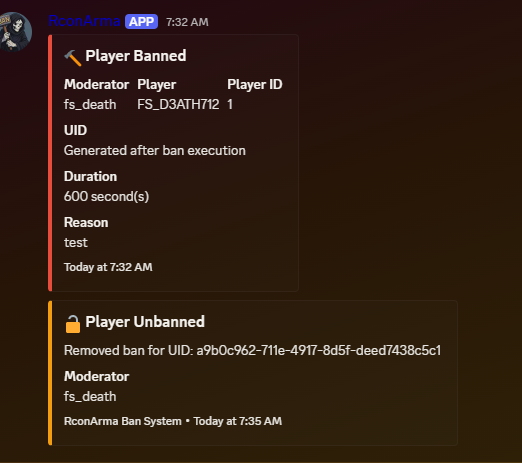 RconArma APP 7:32 AM
Player Banned
Moderator Player Player ID
fs_death FS_D3ATH712 1
UID
Generated after ban execution
Duration
600 second(s)
Reason
test
Today at 7:32 AM
Player Unbanned
Removed ban for UID: a9b0c962-711e-4917-8d5f-deed7438c5c1
Moderator
fs_death
RconArma Ban System • Today at 7:35 AM